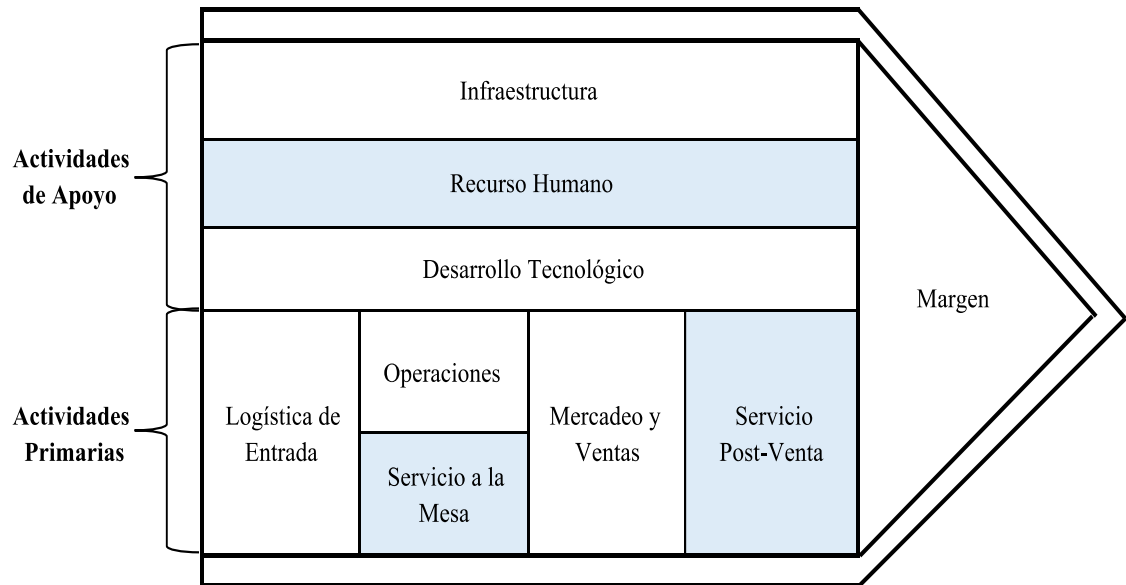 Infraestructura
Actividades
de Apoyo
Recurso Humano
Desarrollo Tecnológico
Margen
Actividades
Primarias
Logística de
Entrada
Operaciones
Servicio a la
Mesa
Mercadeo y
Ventas
Servicio
Post-Venta